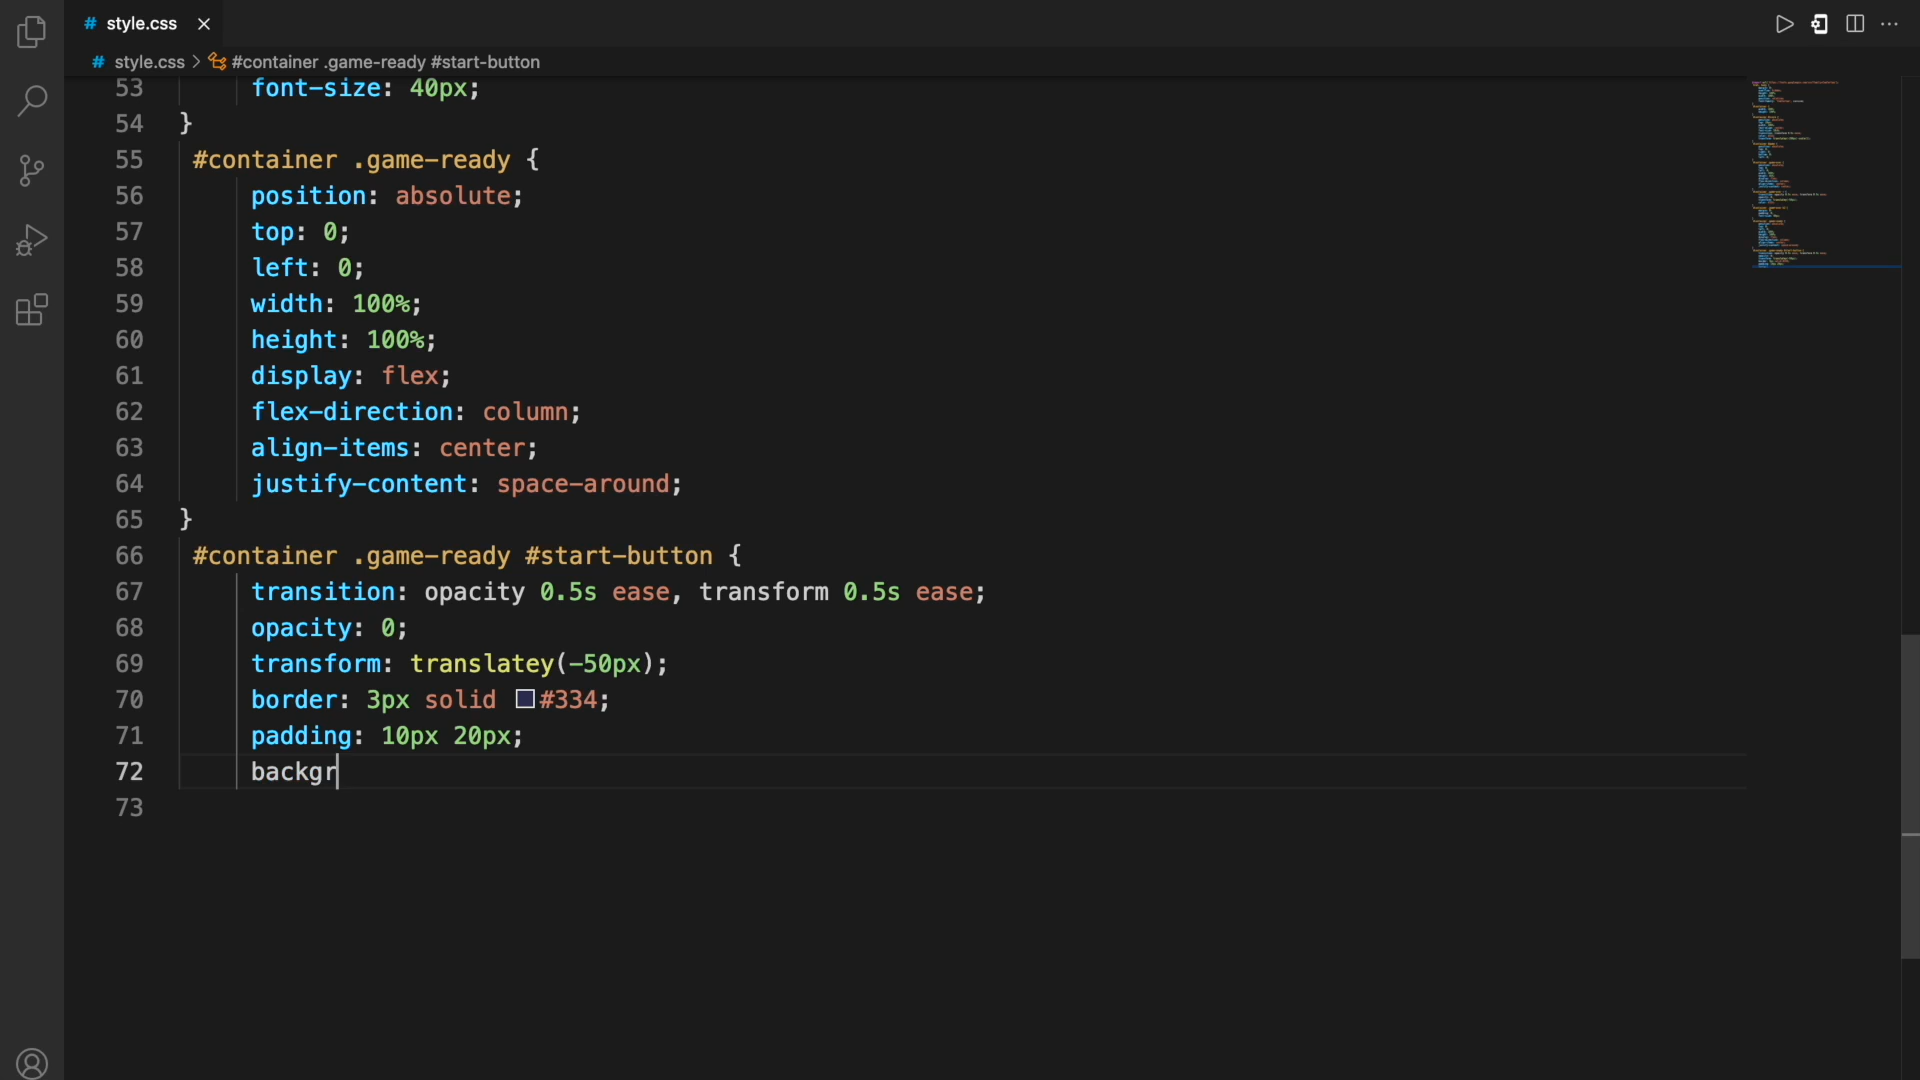 # style.css ×
# style.css > #container .game-ready #start-button
53 font-size: 40px;
54 }
55 #container .game-ready {
56 position: absolute;
57 top: 0;
58 left: 0;
59 width: 100%;
60 height: 100%;
61 display: flex;
62 flex-direction: column;
63 align-items: center;
64 justify-content: space-around;
65 }
66 #container .game-ready #start-button {
67 transition: opacity 0.5s ease, transform 0.5s ease;
68 opacity: 0;
69 transform: translatey(-50px);
70 border: 3px solid #334;
71 padding: 10px 20px;
72 backgr
73